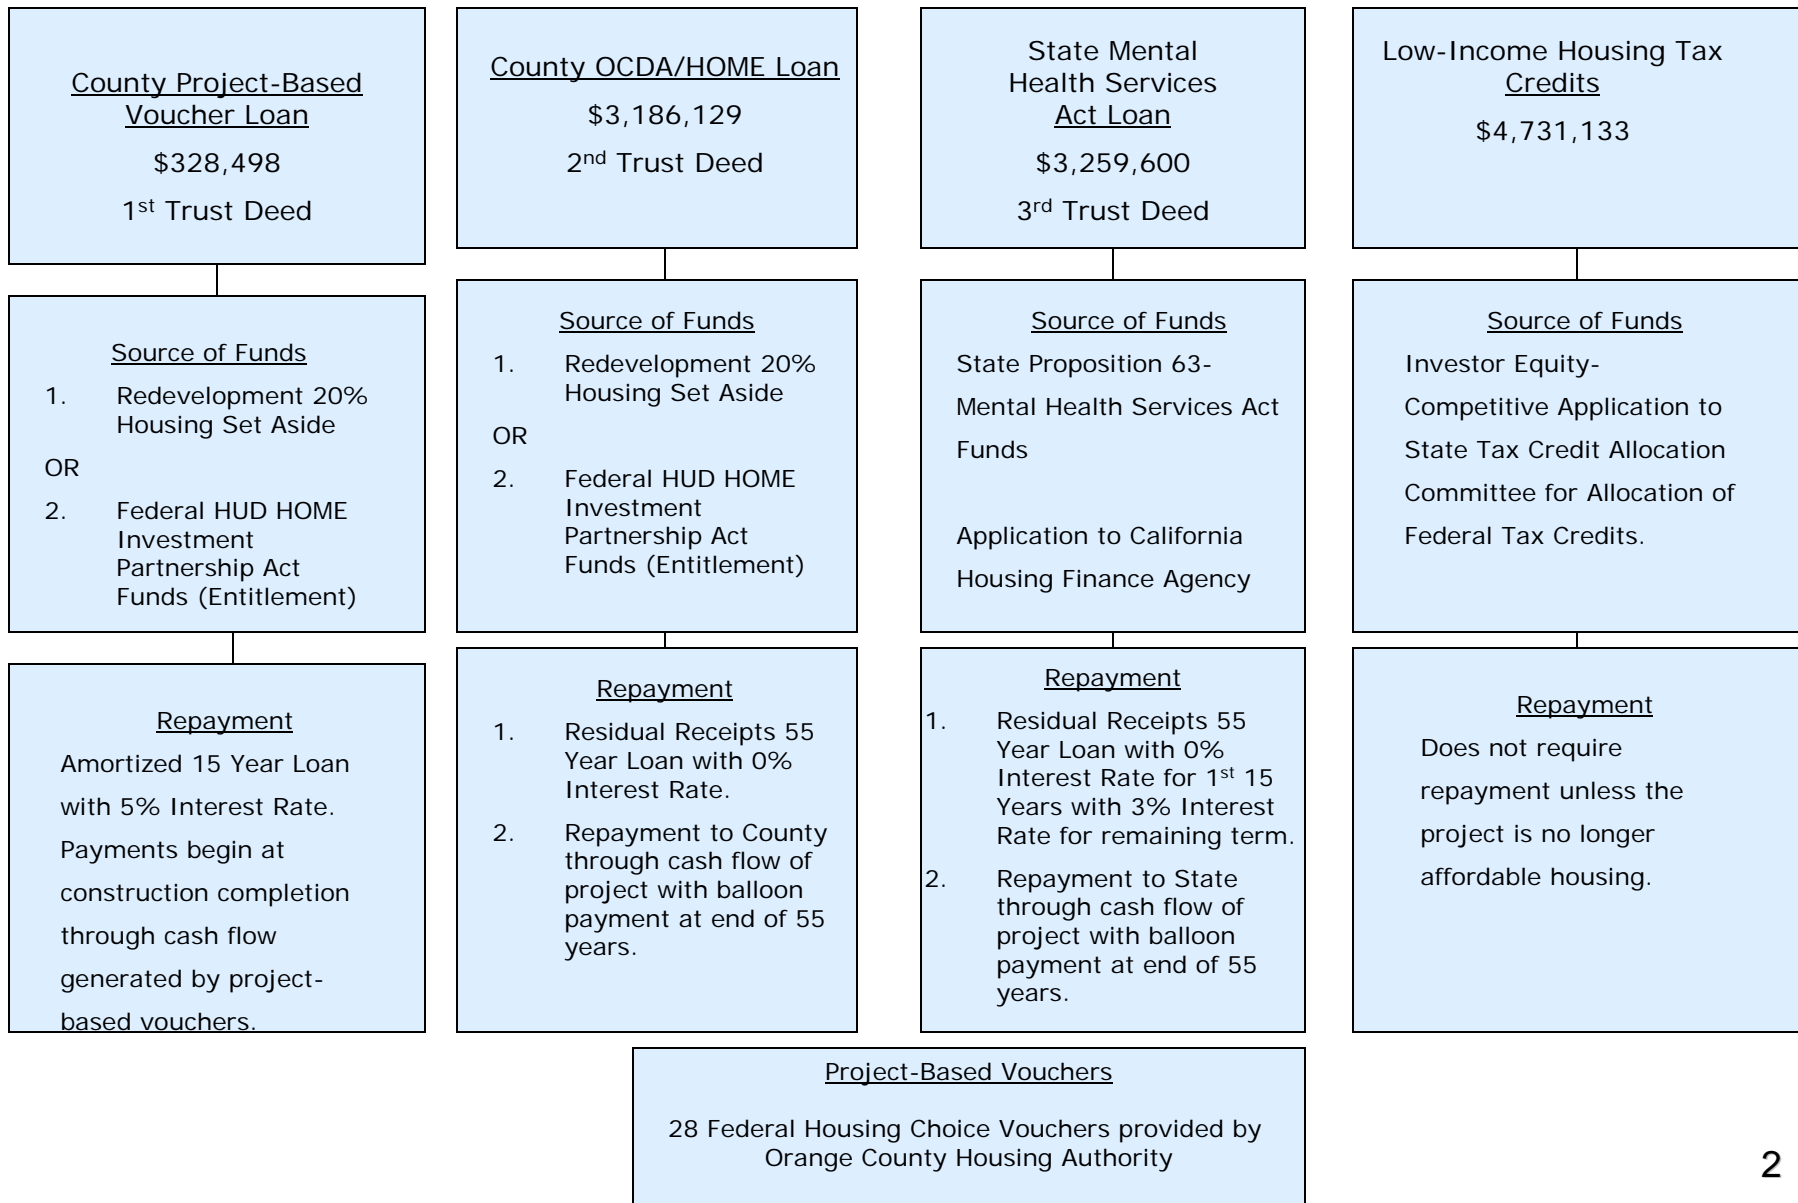 County Project-Based
Voucher Loan
$328,498
1st Trust Deed
County OCDA/HOME Loan
$3,186,129
2nd Trust Deed
State Mental
Health Services
Act Loan
$3,259,600
3rd Trust Deed
Low-Income Housing Tax
Credits
$4,731,133
Source of Funds
1. Redevelopment 20%
Housing Set Aside
OR
2. Federal HUD HOME
Investment
Partnership Act
Funds (Entitlement)
Source of Funds
1. Redevelopment 20%
Housing Set Aside
OR
2. Federal HUD HOME
Investment
Partnership Act
Funds (Entitlement)
Source of Funds
State Proposition 63-
Mental Health Services Act
Funds
Application to California
Housing Finance Agency
Source of Funds
Investor Equity-
Competitive Application to
State Tax Credit Allocation
Committee for Allocation of
Federal Tax Credits.
Repayment
Amortized 15 Year Loan
with 5% Interest Rate.
Payments begin at
construction completion
through cash flow
generated by project-
based vouchers.
Repayment
1. Residual Receipts 55
Year Loan with 0%
Interest Rate.
2. Repayment to County
through cash flow of
project with balloon
payment at end of 55
years.
Repayment
1. Residual Receipts 55
Year Loan with 0%
Interest Rate for 1st 15
Years with 3% Interest
Rate for remaining term.
2. Repayment to State
through cash flow of
project with balloon
payment at end of 55
years.
Repayment
Does not require
repayment unless the
project is no longer
affordable housing.
Project-Based Vouchers
28 Federal Housing Choice Vouchers provided by
Orange County Housing Authority
2